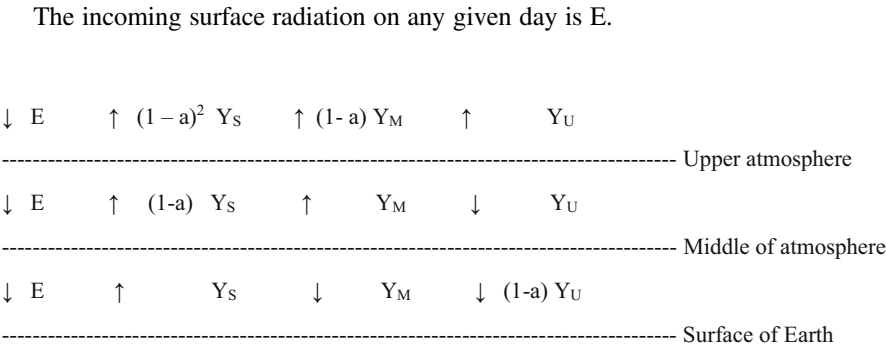 The incoming surface radiation on any given day is E.
↓ E ↑ (1 – a)² Y_S ↑ (1- a) Y_M ↑ Y_U
-------------------------------------------------------------------------------------- Upper atmosphere
↓ E ↑ (1-a) Y_S ↑ Y_M ↓ Y_U
-------------------------------------------------------------------------------------- Middle of atmosphere
↓ E ↑ Y_S ↓ Y_M ↓ (1-a) Y_U
-------------------------------------------------------------------------------------- Surface of Earth